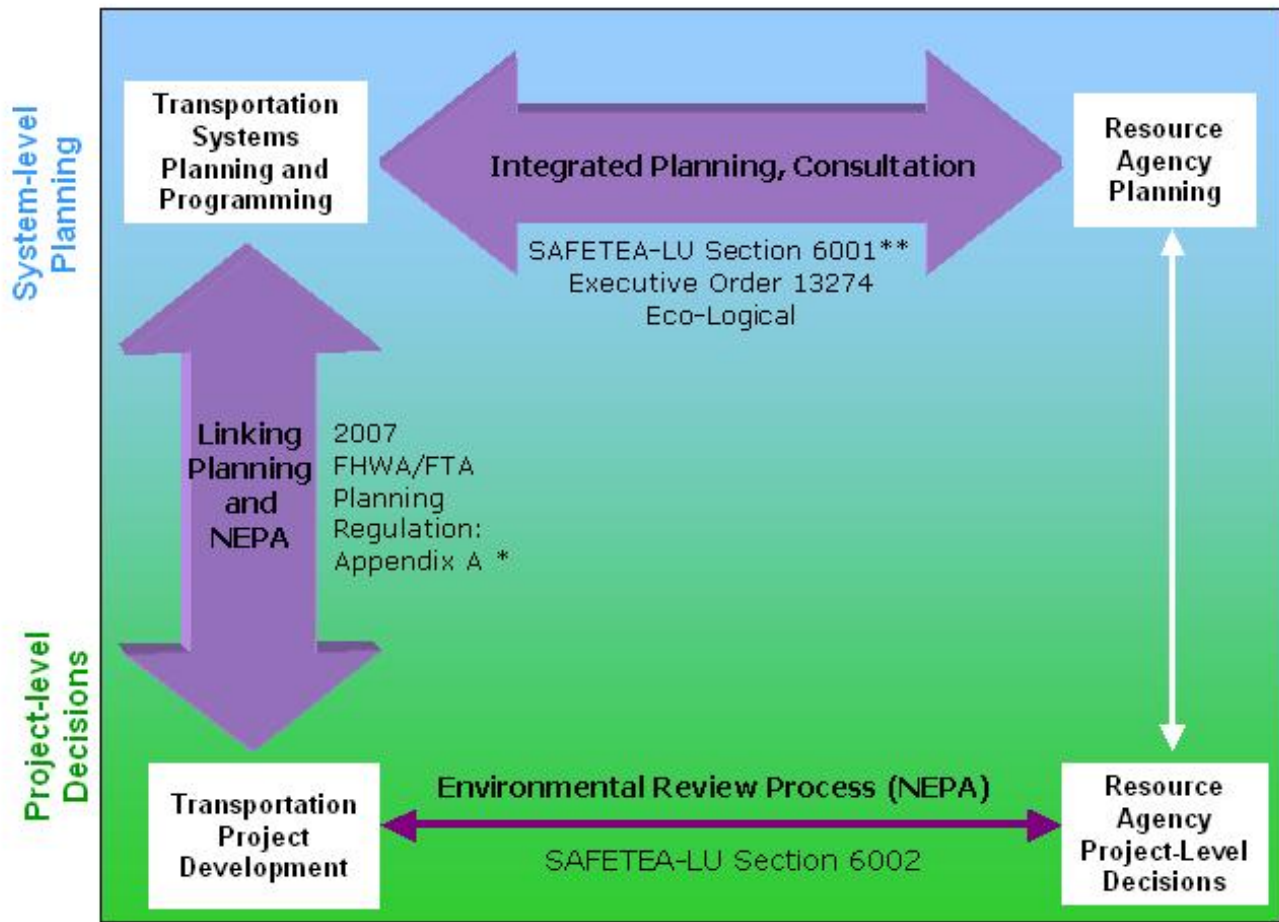 System-level
Planning
Transportation
Systems
Planning and
Programming
Integrated Planning, Consultation
SAFETEA-LU Section 6001**
Executive Order 13274
Eco-Logical
Resource
Agency
Planning
Linking
Planning
and
NEPA
2007
FHWA/FTA
Planning
Regulation:
Appendix A *
Project-level
Decisions
Transportation
Project
Development
Environmental Review Process (NEPA)
SAFETEA-LU Section 6002
Resource
Agency
Project-Level
Decisions